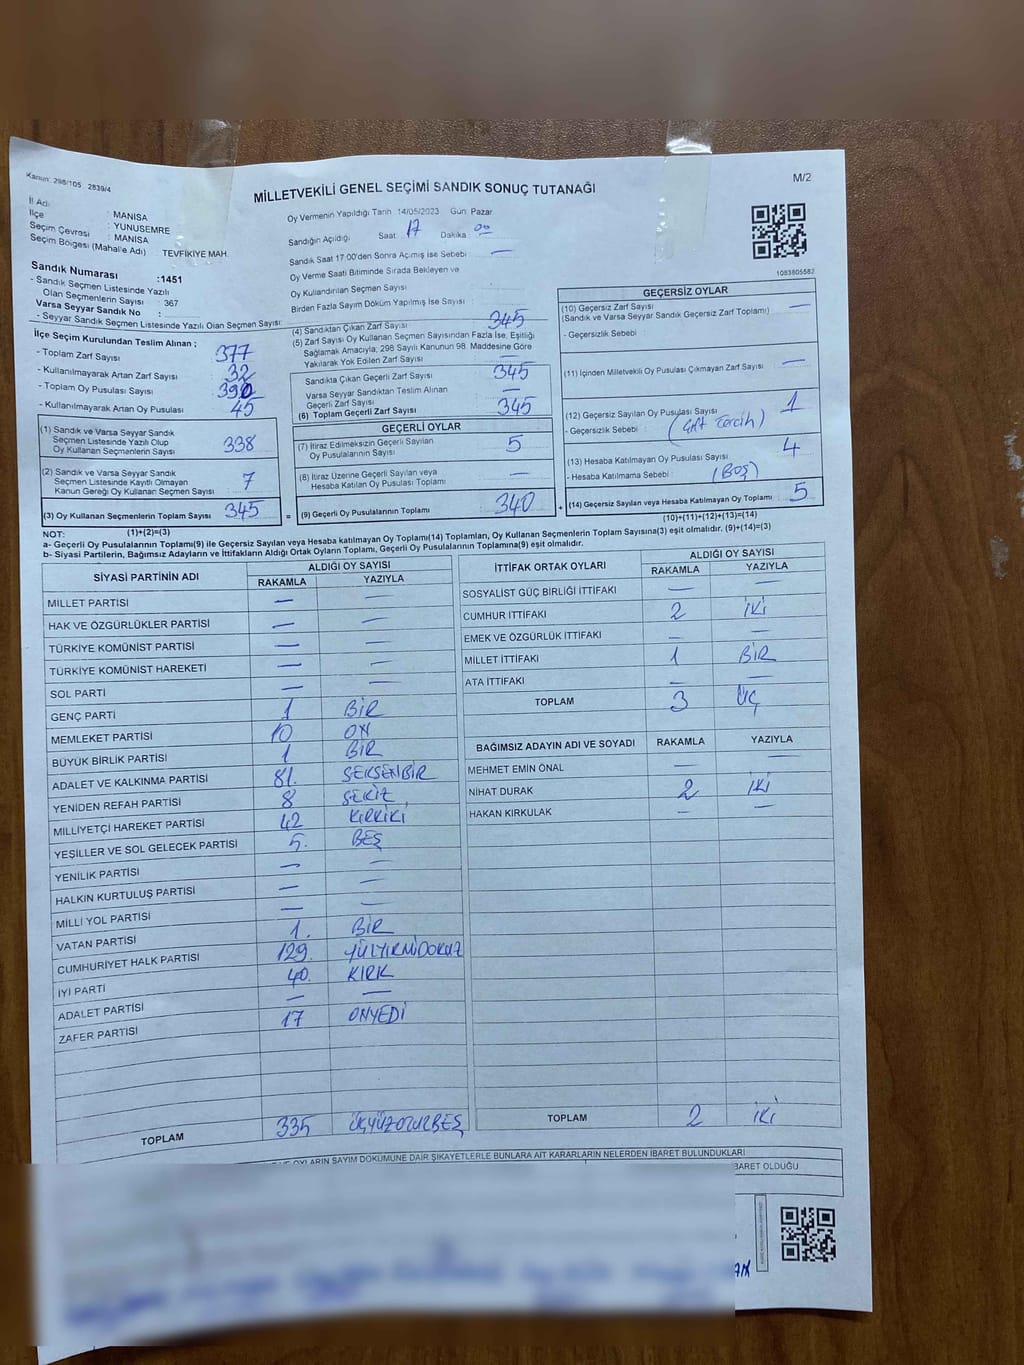 Kanun: 298/105 2839/4
MİLLETVEKİLİ GENEL SEÇİMİ SANDIK SONUÇ TUTANAĞI
M/2
İl Adı : MANİSA
İlçe : YUNUSEMRE
Seçim Çevresi : MANİSA
Seçim Bölgesi (Mahalle Adı) TEVFİKİYE MAH.
Sandık Numarası :1451
- Sandık Seçmen Listesinde Yazılı
Olan Seçmenlerin Sayısı : 367
Varsa Seyyar Sandık No :
- Seyyar Sandık Seçmen Listesinde Yazılı Olan Seçmen Sayısı:
Oy Vermenin Yapıldığı Tarih 14/05/2023 Gün: Pazar
Sandığın Açıldığı Saat 17 Dakika 00
Sandık Saat 17:00'den Sonra Açılmış İse Sebebi : —
Oy Verme Saati Bitiminde Sırada Bekleyen ve
Oy Kullandırılan Seçmen Sayısı :
Birden Fazla Sayım Döküm Yapılmış İse Sayısı :
1083805582
İlçe Seçim Kurulundan Teslim Alınan ;
- Toplam Zarf Sayısı : 377
- Kullanılmayarak Artan Zarf Sayısı : 32
- Toplam Oy Pusulası Sayısı : 390
- Kullanılmayarak Artan Oy Pusulası : 45
(1) Sandık ve Varsa Seyyar Sandık
Seçmen Listesinde Yazılı Olup
Oy Kullanan Seçmenlerin Sayısı : 338
(2) Sandık ve Varsa Seyyar Sandık
Seçmen Listesinde Kayıtlı Olmayan
Kanun Gereği Oy Kullanan Seçmen Sayısı : 7
(3) Oy Kullanan Seçmenlerin Toplam Sayısı : 345
(1)+(2)=(3)
(4) Sandıktan Çıkan Zarf Sayısı : 345
(5) Zarf Sayısı Oy Kullanan Seçmen Sayısından Fazla İse, Eşitliği
Sağlamak Amacıyla; 298 Sayılı Kanunun 98. Maddesine Göre
Yakılarak Yok Edilen Zarf Sayısı : —
Sandıkta Çıkan Geçerli Zarf Sayısı : 345
Varsa Seyyar Sandıktan Teslim Alınan
Geçerli Zarf Sayısı : —
(6) Toplam Geçerli Zarf Sayısı : 345
GEÇERLİ OYLAR
(7) İtiraz Edilmeksizin Geçerli Sayılan
Oy Pusulalarının Sayısı : 5
(8) İtiraz Üzerine Geçerli Sayılan veya
Hesaba Katılan Oy Pusulası Toplamı : —
= (9) Geçerli Oy Pusulalarının Toplamı : 340
GEÇERSİZ OYLAR
(10) Geçersiz Zarf Sayısı : —
(Sandık ve Varsa Seyyar Sandık Geçersiz Zarf Toplamı)
- Geçersizlik Sebebi :
(11) İçinden Milletvekili Oy Pusulası Çıkmayan Zarf Sayısı : —
(12) Geçersiz Sayılan Oy Pusulası Sayısı : 1
- Geçersizlik Sebebi : (Çift Tercih)
(13) Hesaba Katılmayan Oy Pusulası Sayısı : 4
- Hesaba Katılmama Sebebi : (BOŞ)
+ (14) Geçersiz Sayılan veya Hesaba Katılmayan Oy Toplamı : 5
(10)+(11)+(12)+(13)=(14)
NOT:
a- Geçerli Oy Pusulalarının Toplamı(9) ile Geçersiz Sayılan veya Hesaba katılmayan Oy Toplamı(14) Toplamları, Oy Kullanan Seçmenlerin Toplam Sayısına(3) eşit olmalıdır. (9)+(14)=(3)
b- Siyasi Partilerin, Bağımsız Adayların ve İttifakların Aldığı Ortak Oyların Toplamı, Geçerli Oy Pusulalarının Toplamına(9) eşit olmalıdır.
SİYASİ PARTİNİN ADI ALDIĞI OY SAYISI
RAKAMLA YAZIYLA
MİLLET PARTİSİ — —
HAK VE ÖZGÜRLÜKLER PARTİSİ — —
TÜRKİYE KOMÜNİST PARTİSİ — —
TÜRKİYE KOMÜNİST HAREKETİ — —
SOL PARTİ — —
GENÇ PARTİ 1 BİR
MEMLEKET PARTİSİ 10 ON
BÜYÜK BİRLİK PARTİSİ 1 BİR
ADALET VE KALKINMA PARTİSİ 81. SEKSENBİR
YENİDEN REFAH PARTİSİ 8 SEKİZ
MİLLİYETÇİ HAREKET PARTİSİ 42 KIRKİKİ
YEŞİLLER VE SOL GELECEK PARTİSİ 5. BEŞ
YENİLİK PARTİSİ — —
HALKIN KURTULUŞ PARTİSİ — —
MİLLİ YOL PARTİSİ — —
VATAN PARTİSİ 1. BİR
CUMHURİYET HALK PARTİSİ 129. YÜZYİRMİDOKUZ
İYİ PARTİ 40. KIRK
ADALET PARTİSİ — —
ZAFER PARTİSİ 17 ONYEDİ
TOPLAM 335 ÜÇYÜZOTUZBEŞ
İTTİFAK ORTAK OYLARI ALDIĞI OY SAYISI
RAKAMLA YAZIYLA
SOSYALİST GÜÇ BİRLİĞİ İTTİFAKI — —
CUMHUR İTTİFAKI 2 İKİ
EMEK VE ÖZGÜRLÜK İTTİFAKI — —
MİLLET İTTİFAKI 1 BİR
ATA İTTİFAKI — —
TOPLAM 3 ÜÇ
BAĞIMSIZ ADAYIN ADI VE SOYADI RAKAMLA YAZIYLA
MEHMET EMİN ÖNAL — —
NİHAT DURAK 2 İKİ
HAKAN KIRKULAK — —
TOPLAM 2 İKİ
OYLARIN SAYIM DÖKÜMÜNE DAİR ŞİKAYETLERLE BUNLARA AİT KARARLARIN NELERDEN İBARET BULUNDUKLARI
BARET OLDUĞU